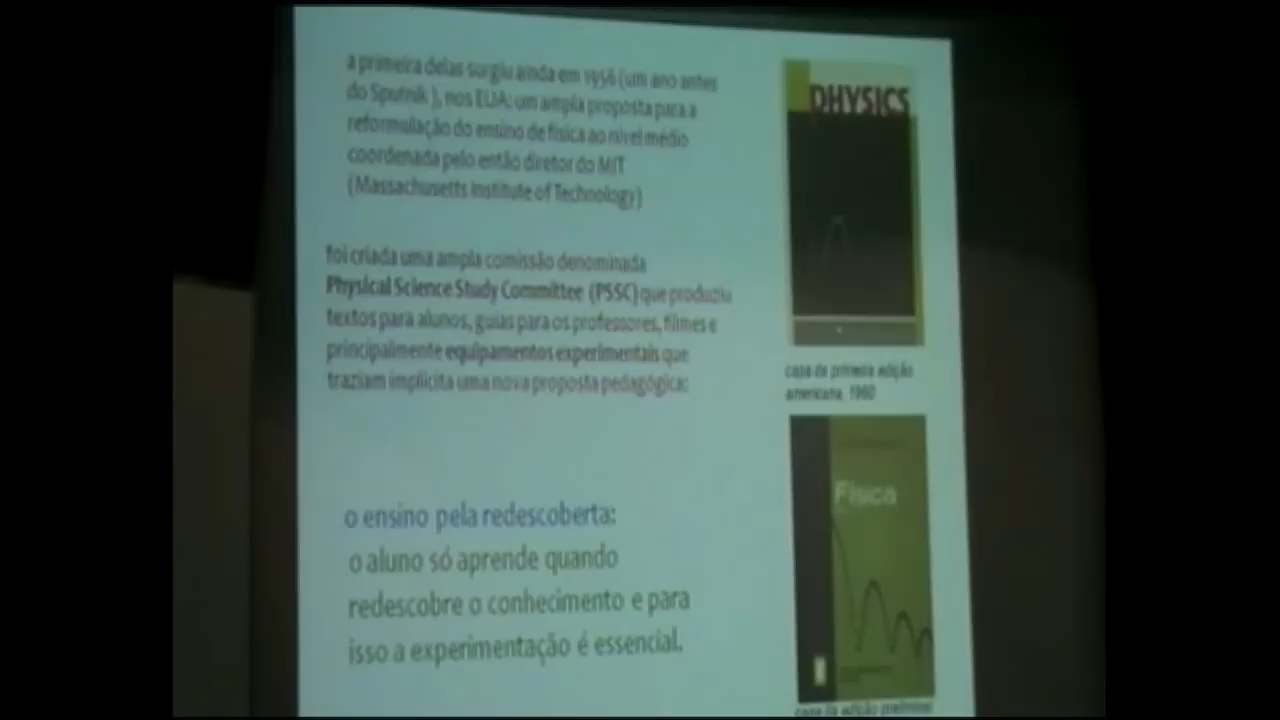 a primeira delas surgiu ainda em 1956 (um ano antes
do Sputnik ), nos EUA: um ampla proposta para a
reformulação do ensino de física ao nível médio
coordenada pelo então diretor do MIT
(Massachusetts Institute of Technology)
foi criada uma ampla comissão denominada
Physical Science Study Committee (PSSC) que produziu
textos para alunos, guias para os professores, filmes e
principalmente equipamentos experimentais que
traziam implícita uma nova proposta pedagógica:
o ensino pela redescoberta:
o aluno só aprende quando
redescobre o conhecimento e para
isso a experimentação é essencial.
PHYSICS
capa da primeira edição
americana, 1960
Física
capa da edição preliminar